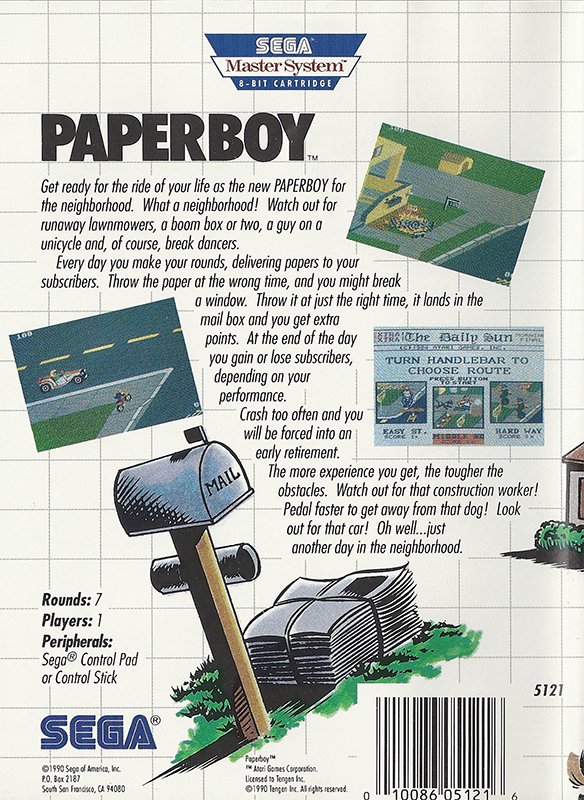 SEGA
Master System™
8-BIT CARTRIDGE
PAPERBOY™
Get ready for the ride of your life as the new PAPERBOY for
the neighborhood. What a neighborhood! Watch out for
runaway lawnmowers, a boom box or two, a guy on a
unicycle and, of course, break dancers.
Every day you make your rounds, delivering papers to your
subscribers. Throw the paper at the wrong time, and you might break
a window. Throw it at just the right time, it lands in the
mail box and you get extra
points. At the end of the day
you gain or lose subscribers,
depending on your
performance.
Crash too often and you
will be forced into an
early retirement.
The more experience you get, the tougher the
obstacles. Watch out for that construction worker!
Pedal faster to get away from that dog! Look
out for that car! Oh well...just
another day in the neighborhood.
The Daily Sun
TURN HANDLEBAR TO
CHOOSE ROUTE
PRESS BUTTON
TO START
EASY ST.
HARD WAY
MAIL
Rounds: 7
Players: 1
Peripherals:
Sega® Control Pad
or Control Stick
SEGA®
©1990 Sega of America, Inc.
P.O. Box 2187
South San Francisco, CA 94080
Paperboy™
™ Atari Games Corporation.
Licensed to Tengen Inc.
©1990 Tengen Inc. All rights reserved.
5121
0 10086 05121 6